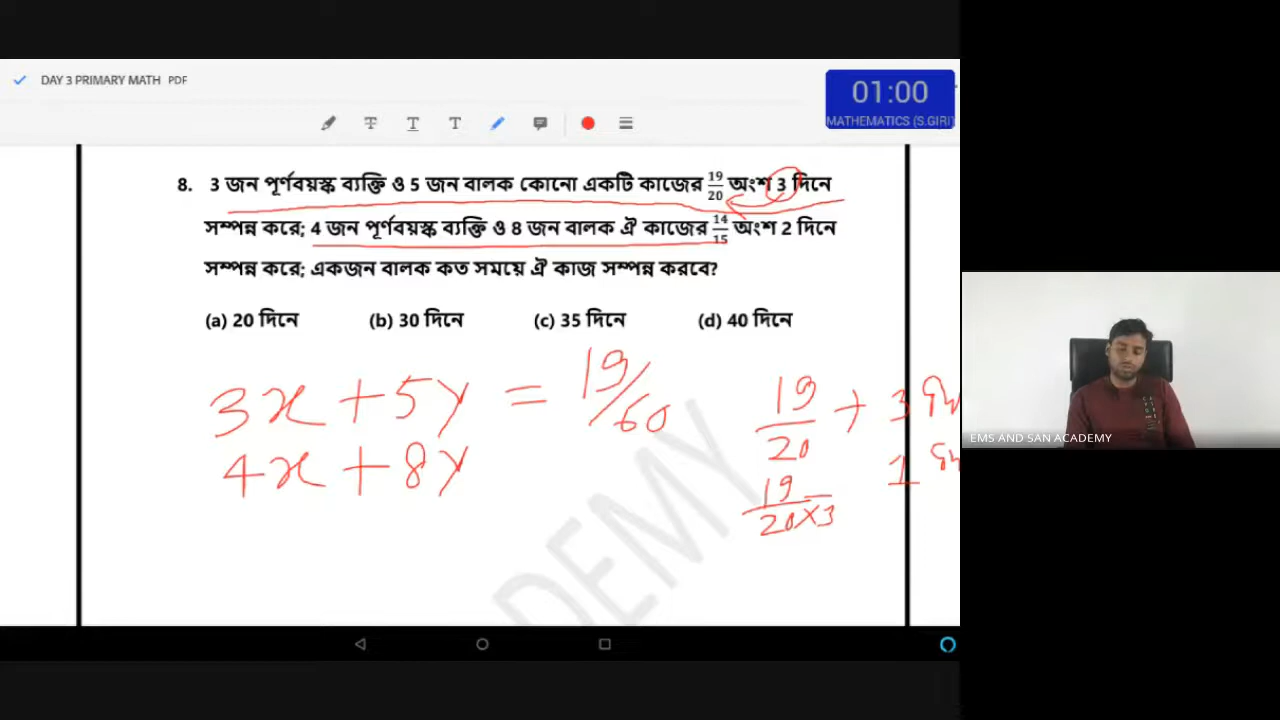 DAY 3 PRIMARY MATH PDF
01:00
MATHEMATICS (S.GIRI)
8. 3 জন পূর্ণবয়স্ক ব্যক্তি ও 5 জন বালক কোনো একটি কাজের 19/20 অংশ 3 দিনে
সম্পন্ন করে; 4 জন পূর্ণবয়স্ক ব্যক্তি ও 8 জন বালক ঐ কাজের 14/15 অংশ 2 দিনে
সম্পন্ন করে; একজন বালক কত সময়ে ঐ কাজ সম্পন্ন করবে?
(a) 20 দিনে (b) 30 দিনে (c) 35 দিনে (d) 40 দিনে
3x + 5y = 19/60
4x + 8y
19/20 → 3
19/20×3 1
DEMY
EMS AND SAN ACADEMY